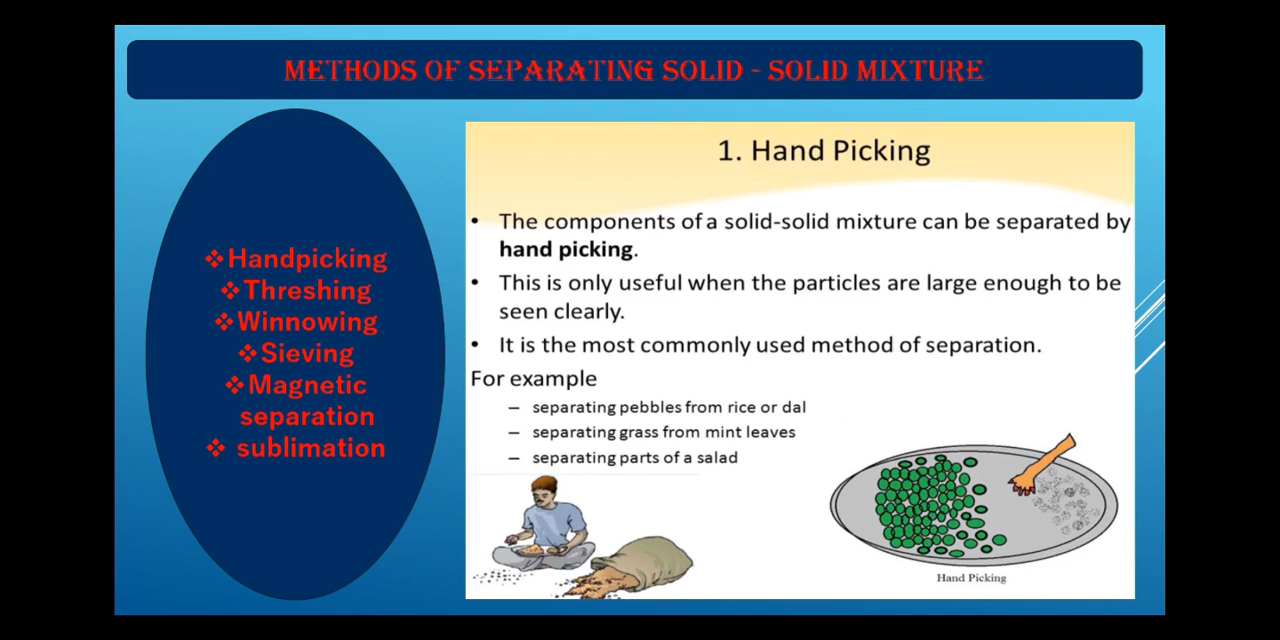 METHODS OF SEPARATING SOLID - SOLID MIXTURE
❖Handpicking
❖Threshing
❖Winnowing
❖Sieving
❖Magnetic
separation
❖ sublimation
1. Hand Picking
• The components of a solid-solid mixture can be separated by
hand picking.
• This is only useful when the particles are large enough to be
seen clearly.
• It is the most commonly used method of separation.
For example
– separating pebbles from rice or dal
– separating grass from mint leaves
– separating parts of a salad
Hand Picking